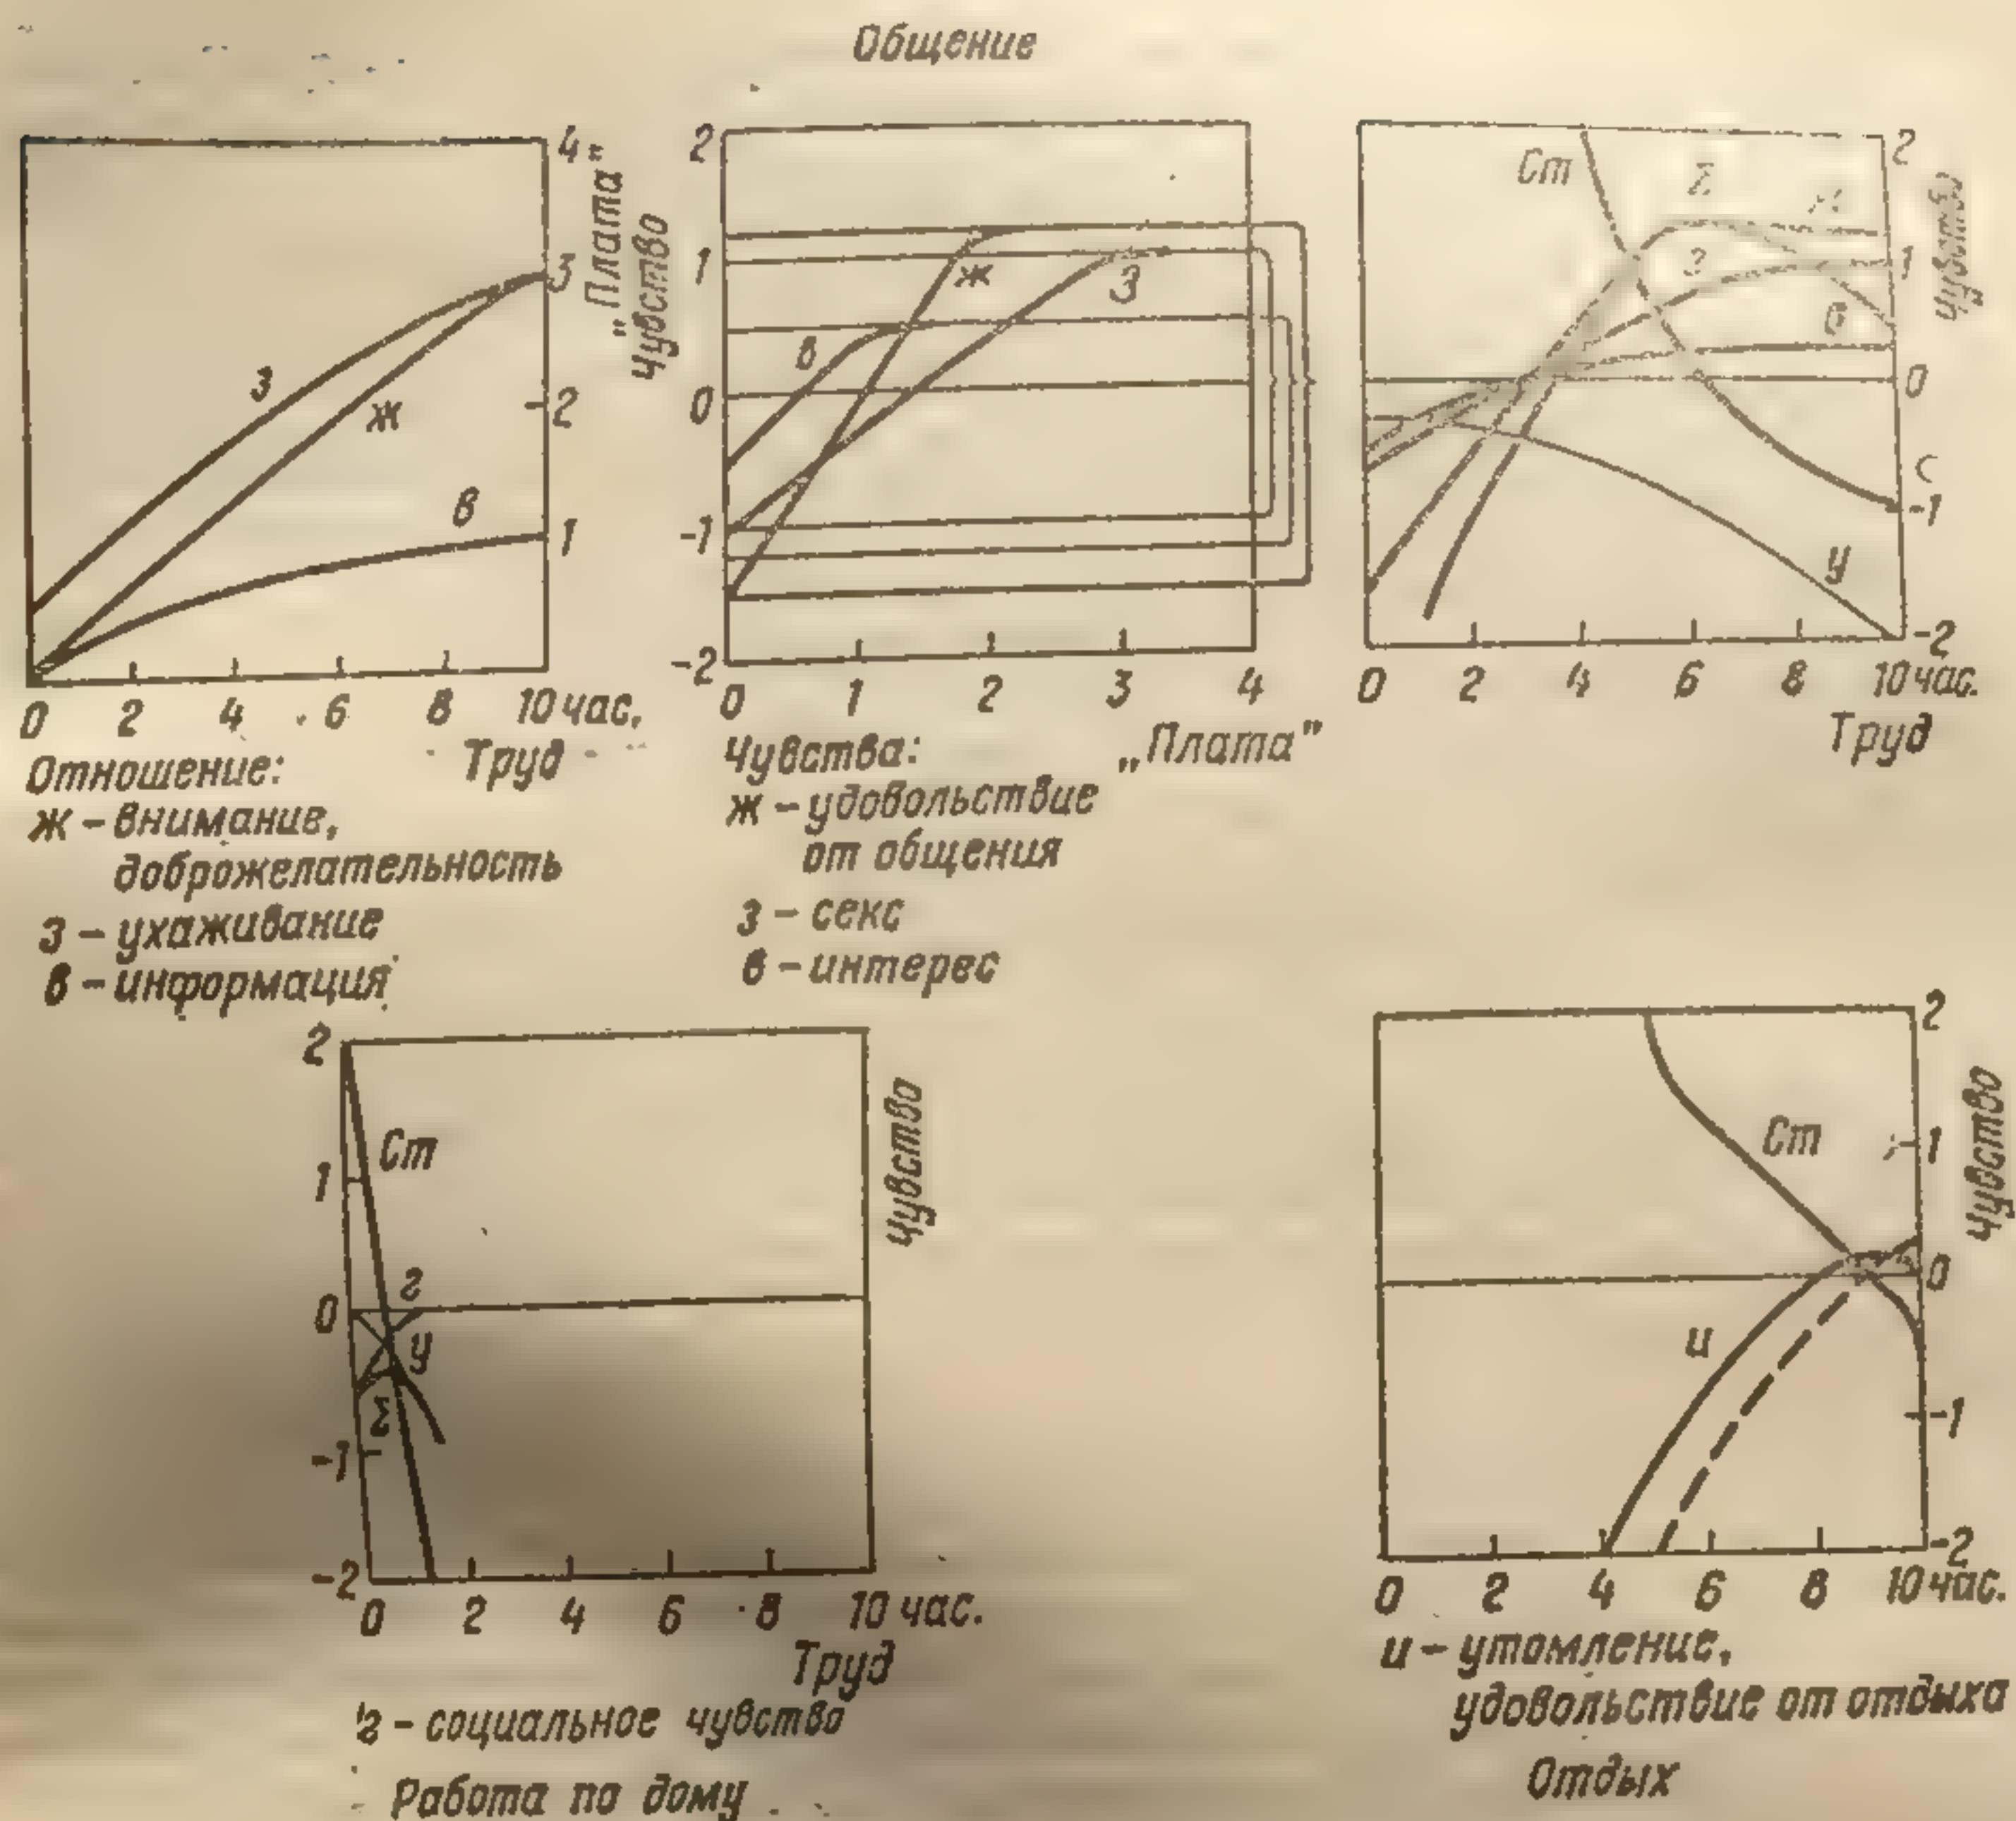 Общение
4
"Плата"
Чувство
3
2
1
З
Ж
В
0 2 4 6 8 10 час.
Труд
Отношение:
Ж – внимание,
доброжелательность
З – ухаживание
В – информация
2
1
0
-1
-2
В
Ж
З
0 1 2 3 4
„Плата"
Чувства:
Ж – удовольствие
от общения
З – секс
В – интерес
Ст
Σ
З
У
2
1
0
-1
-2
Чувство
0 2 4 6 8 10 час.
Труд
2
1
0
-1
-2
Ст
г
У
Σ
Чувство
0 2 4 6 8 10 час.
Труд
г – социальное чувство
Работа по дому
Ст
и
2
1
0
-1
-2
Чувство
0 2 4 6 8 10 час.
и – утомление,
удовольствие от отдыха
Отдых